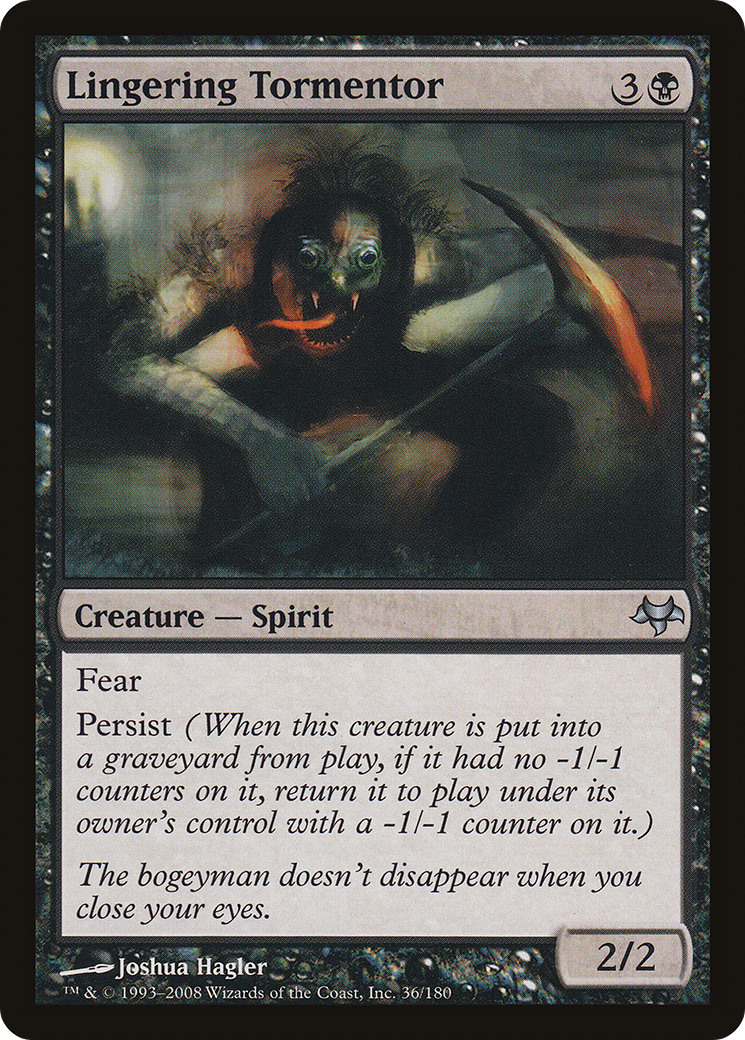 Lingering Tormentor 3
Creature — Spirit
Fear
Persist (When this creature is put into
a graveyard from play, if it had no -1/-1
counters on it, return it to play under its
owner's control with a -1/-1 counter on it.)
The bogeyman doesn't disappear when you
close your eyes.
2/2
Joshua Hagler
™ & © 1993–2008 Wizards of the Coast, Inc. 36/180